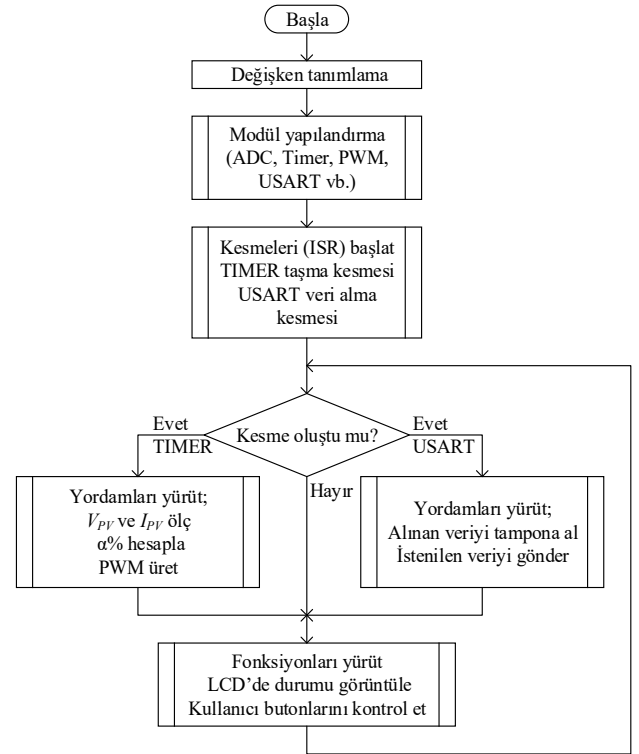 Başla
Değişken tanımlama
Modül yapılandırma
(ADC, Timer, PWM,
USART vb.)
Kesmeleri (ISR) başlat
TIMER taşma kesmesi
USART veri alma
kesmesi
Kesme oluştu mu?
Evet
TIMER
Evet
USART
Hayır
Yordamları yürüt;
V_PV ve I_PV ölç
α% hesapla
PWM üret
Yordamları yürüt;
Alınan veriyi tampona al
İstenilen veriyi gönder
Fonksiyonları yürüt
LCD’de durumu görüntüle
Kullanıcı butonlarını kontrol et